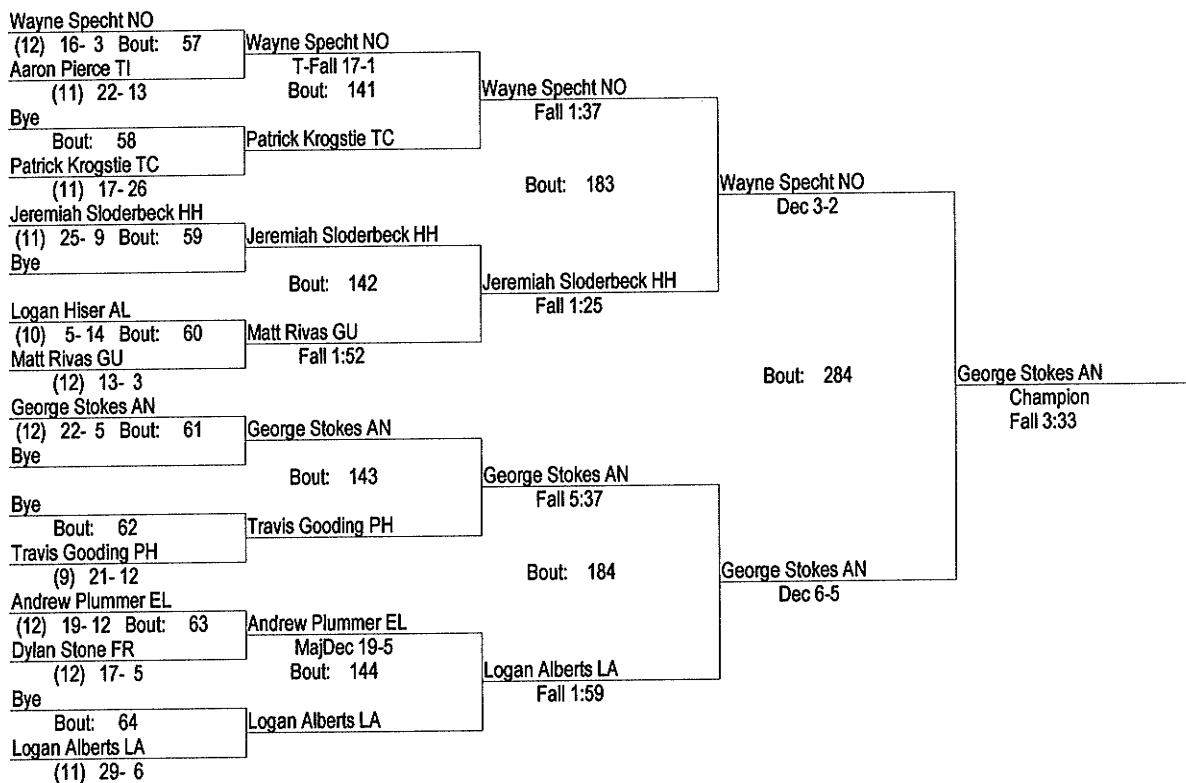 Wayne Specht NO
(12) 16- 3 Bout: 57
Aaron Pierce TI
(11) 22- 13
Bye
Bout: 58
Patrick Krogstie TC
(11) 17- 26
Jeremiah Sloderbeck HH
(11) 25- 9 Bout: 59
Bye
Logan Hiser AL
(10) 5- 14 Bout: 60
Matt Rivas GU
(12) 13- 3
George Stokes AN
(12) 22- 5 Bout: 61
Bye
Bye
Bout: 62
Travis Gooding PH
(9) 21- 12
Andrew Plummer EL
(12) 19- 12 Bout: 63
Dylan Stone FR
(12) 17- 5
Bye
Bout: 64
Logan Alberts LA
(11) 29- 6
Wayne Specht NO
T-Fall 17-1
Bout: 141
Patrick Krogstie TC
Jeremiah Sloderbeck HH
Bout: 142
Matt Rivas GU
Fall 1:52
George Stokes AN
Bout: 143
Travis Gooding PH
Andrew Plummer EL
MajDec 19-5
Bout: 144
Logan Alberts LA
Wayne Specht NO
Fall 1:37
Bout: 183
Jeremiah Sloderbeck HH
Fall 1:25
George Stokes AN
Fall 5:37
Bout: 184
Logan Alberts LA
Fall 1:59
Wayne Specht NO
Dec 3-2
Bout: 284
George Stokes AN
Dec 6-5
George Stokes AN
Champion
Fall 3:33